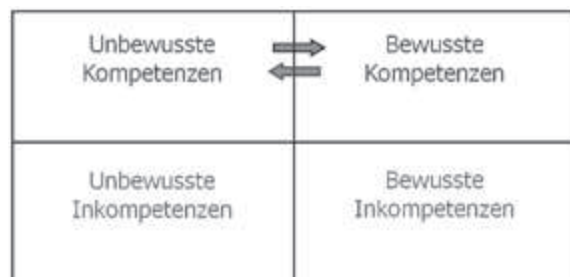 Unbewusste
Kompetenzen
Bewusste
Kompetenzen
Unbewusste
Inkompetenzen
Bewusste
Inkompetenzen